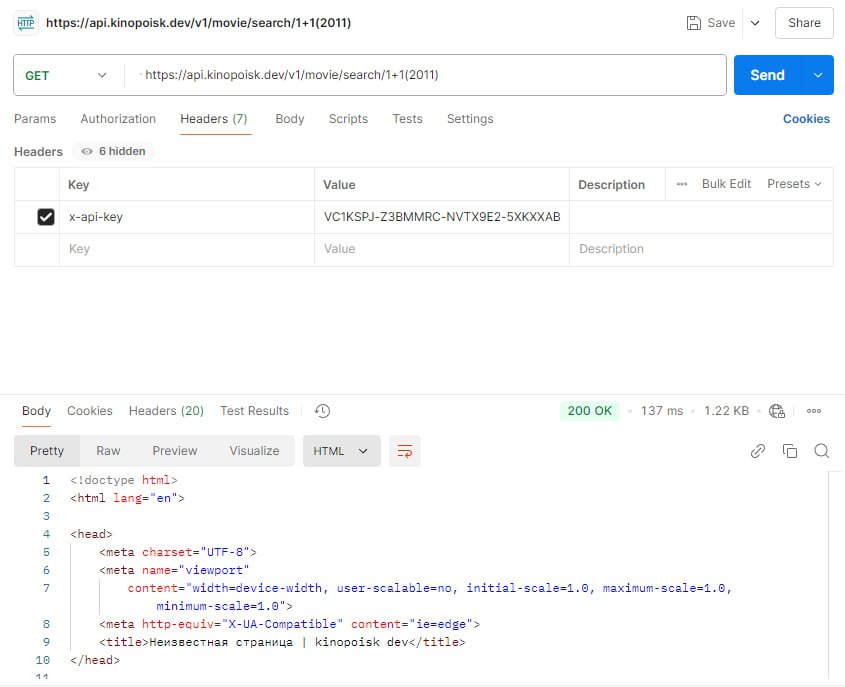 HTTP https://api.kinopoisk.dev/v1/movie/search/1+1(2011) Save Share
GET https://api.kinopoisk.dev/v1/movie/search/1+1(2011) Send
Params Authorization Headers (7) Body Scripts Tests Settings Cookies
Headers 6 hidden
Key Value Description Bulk Edit Presets
x-api-key VC1KSPJ-Z3BMMRC-NVTX9E2-5XKXXAB
Key Value Description
Body Cookies Headers (20) Test Results 200 OK 137 ms 1.22 KB
Pretty Raw Preview Visualize HTML
1 <!doctype html>
2 <html lang="en">
3
4 <head>
5 <meta charset="UTF-8">
6 <meta name="viewport"
7 content="width=device-width, user-scalable=no, initial-scale=1.0, maximum-scale=1.0,
minimum-scale=1.0">
8 <meta http-equiv="X-UA-Compatible" content="ie=edge">
9 <title>Неизвестная страница | kinopoisk dev</title>
10 </head>
11